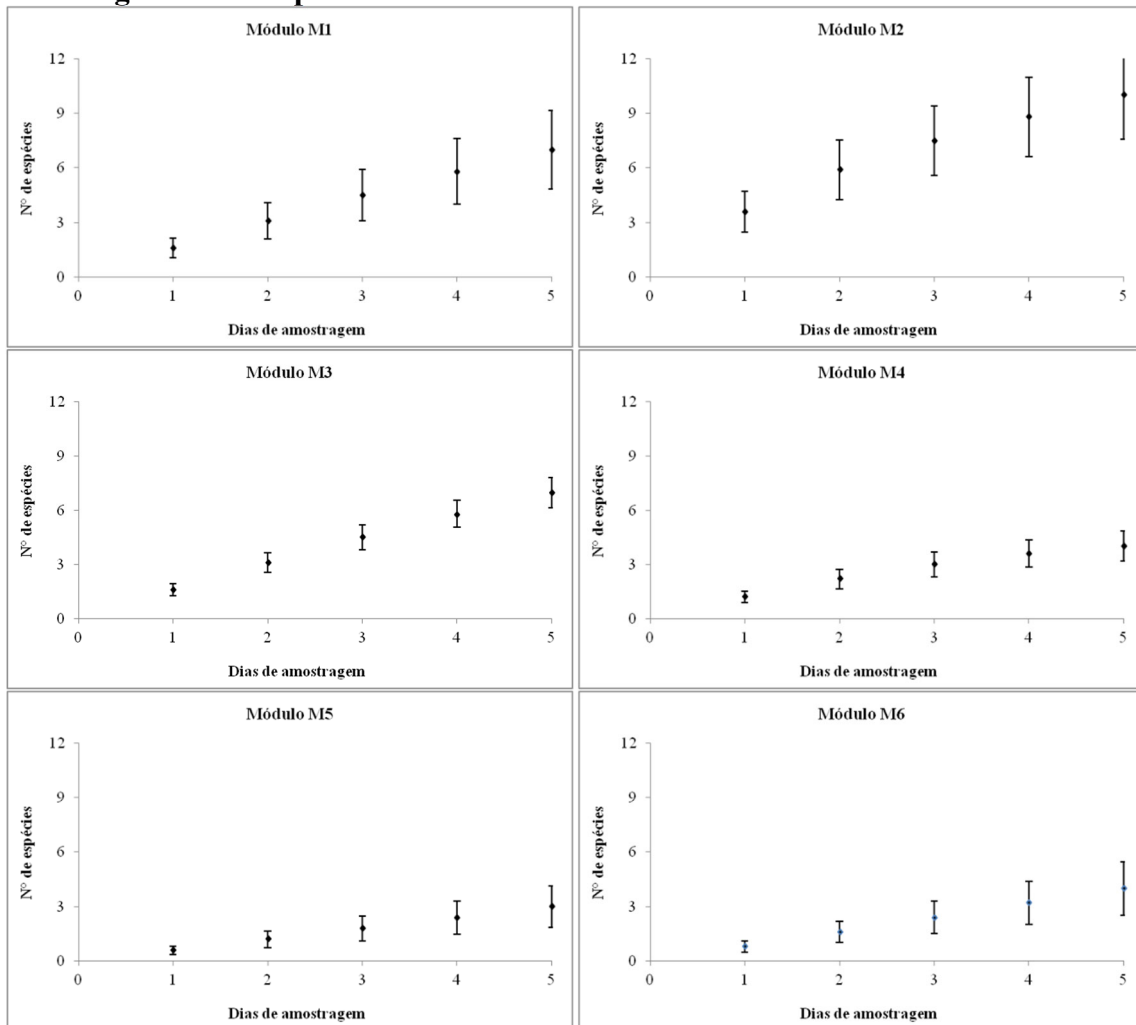 Módulo M1
12
9
6
3
0
N° de espécies
0 1 2 3 4 5
Dias de amostragem
Módulo M2
12
9
6
3
0
N° de espécies
0 1 2 3 4 5
Dias de amostragem
Módulo M3
12
9
6
3
0
N° de espécies
0 1 2 3 4 5
Dias de amostragem
Módulo M4
12
9
6
3
0
N° de espécies
0 1 2 3 4 5
Dias de amostragem
Módulo M5
12
9
6
3
0
N° de espécies
0 1 2 3 4 5
Dias de amostragem
Módulo M6
12
9
6
3
0
N° de espécies
0 1 2 3 4 5
Dias de amostragem